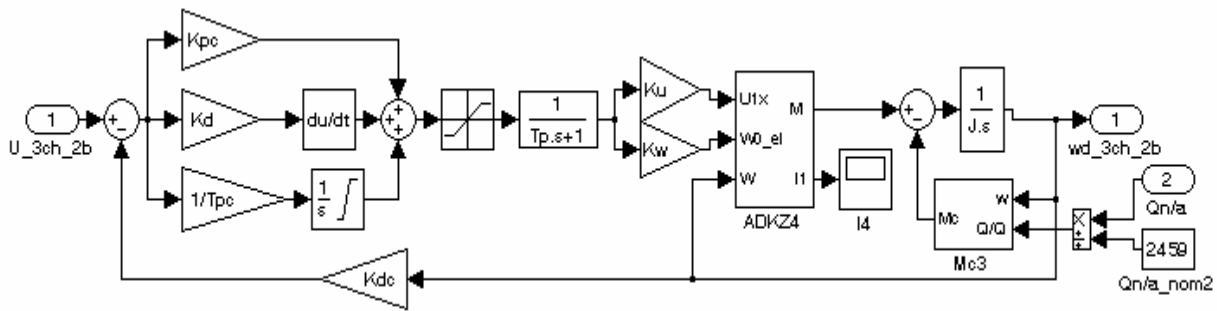 Kpc
1
U_3ch_2b
+
-
Kd
du/dt
+
+
+
1/Tpc
1
s
1
Tp.s+1
Ku
Kw
U1x
W0_el
W
M
I1
ADKZ4
I4
+
-
1
J.s
1
wd_3ch_2b
Mc
w
Q/Q
Mc3
2
Qn/a
×
÷
2459
Qn/a_nom2
Kdc